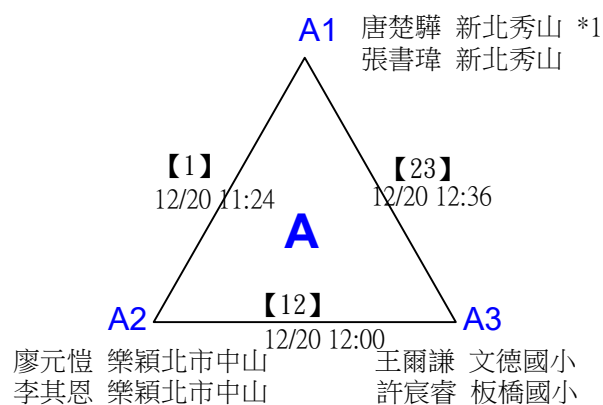 A1 唐楚驊 新北秀山 *1
張書瑋 新北秀山
【1】 【23】
12/20 11:24 12/20 12:36
A
【12】
A2 A3
12/20 12:00
廖元愷 樂穎北市中山 王爾謙 文德國小
李其恩 樂穎北市中山 許宸睿 板橋國小